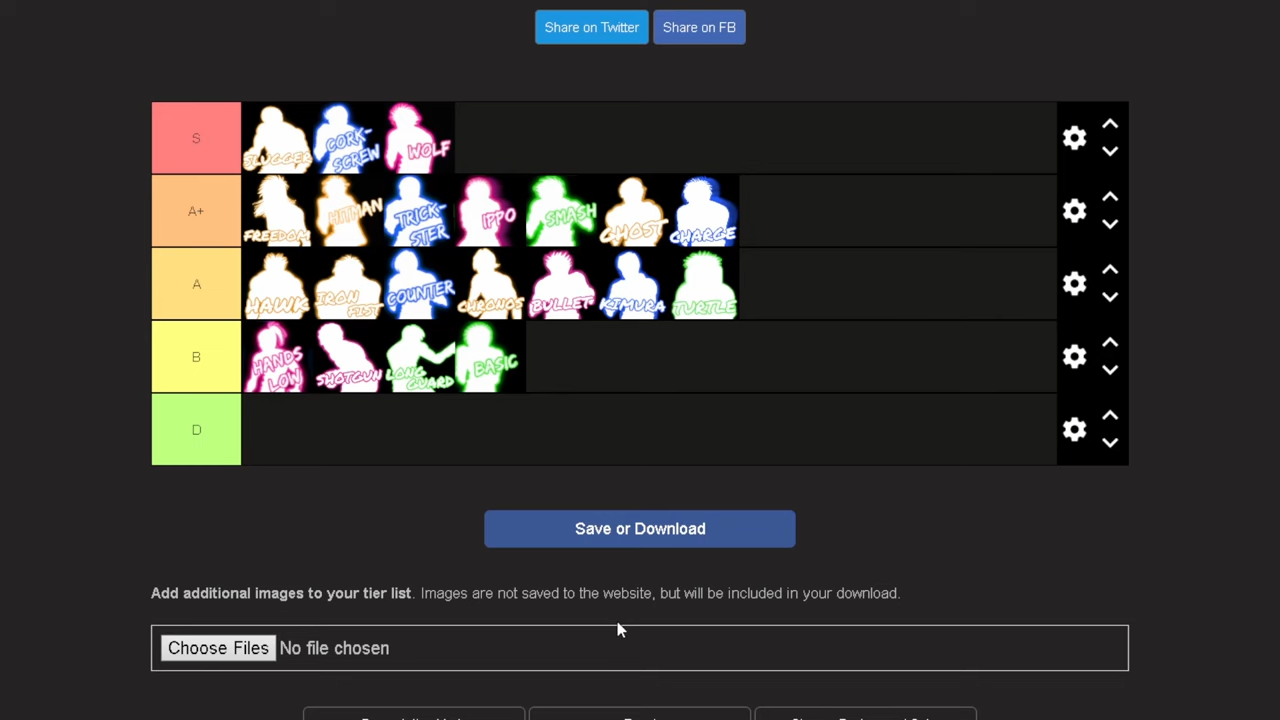 Share on Twitter Share on FB
S SLUGGER CORK-SCREW WOLF
A+ FREEDOM HITMAN TRICK-STER IPPO SMASH GHOST CHARGE
A HAWK IRON FIST COUNTER CHRONOS BULLET KIMURA TURTLE
B HANDS LOW SHOTGUN LONG GUARD BASIC
D
Save or Download
Add additional images to your tier list. Images are not saved to the website, but will be included in your download.
Choose Files No file chosen